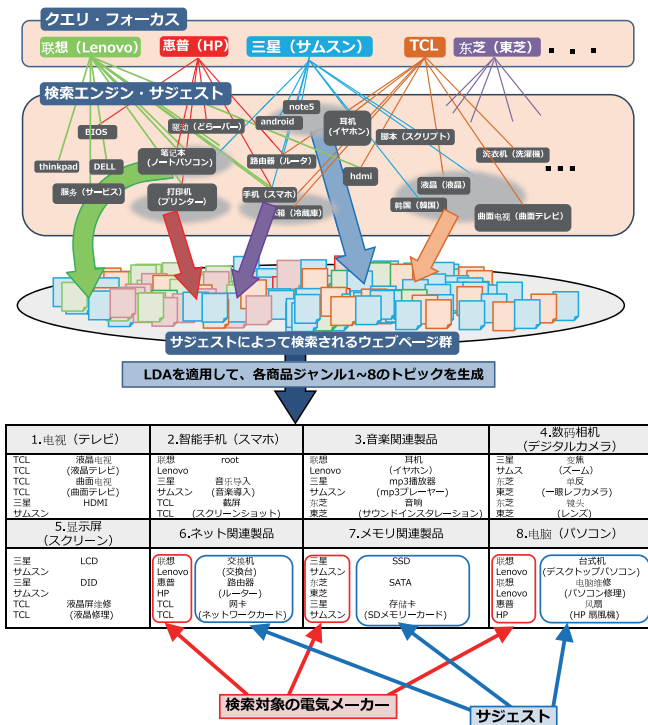 クエリ・フォーカス
联想（Lenovo）
惠普（HP）
三星（サムスン）
TCL
东芝（東芝）
検索エンジン・サジェスト
note5
android
BIOS
驱动（どらーバー）
耳机
(イヤホン)
脚本（スクリプト）
thinkpad
DELL
笔记本
(ノートパソコン)
路由器（ルータ）
洗衣机（洗濯機）
hdmi
服务（サービス）
打印机
(プリンター)
手机（スマホ）
冰箱（冷蔵庫）
液晶（液晶）
韩国（韓国）
曲面电视（曲面テレビ）
サジェストによって検索されるウェブページ群
LDAを適用して、各商品ジャンル1~8のトピックを生成
1.电视（テレビ）
TCL 液晶电视
TCL (液晶テレビ)
TCL 曲面电视
TCL (曲面テレビ)
三星 HDMI
サムスン
2.智能手机（スマホ）
联想 root
Lenovo
三星 音乐导入
サムスン (音楽導入)
TCL 截屏
TCL (スクリーンショット)
3.音楽関連製品
联想 耳机
Lenovo (イヤホン)
三星 mp3播放器
サムスン (mp3プレーヤー)
东芝 音响
東芝 (サウンドインスタレーション)
4.数码相机
(デジタルカメラ)
三星 变焦
サムス (ズーム)
东芝 单反
東芝 (一眼レフカメラ)
东芝 镜头
東芝 (レンズ)
5.显示屏
(スクリーン)
三星 LCD
サムスン
三星 DID
サムスン
TCL 液晶屏维修
TCL (液晶修理)
6.ネット関連製品
联想 交换机
Lenovo (交換台)
惠普 路由器
HP (ルーター)
TCL 网卡
TCL (ネットワークカード)
7.メモリ関連製品
三星 SSD
サムスン
东芝 SATA
東芝
三星 存储卡
サムスン (SDメモリーカード)
8.电脑（パソコン）
联想 台式机
Lenovo (デスクトップパソコン)
联想 电脑维修
Lenovo (パソコン修理)
惠普 风扇
HP (HP 扇風機)
検索対象の電気メーカー
サジェスト